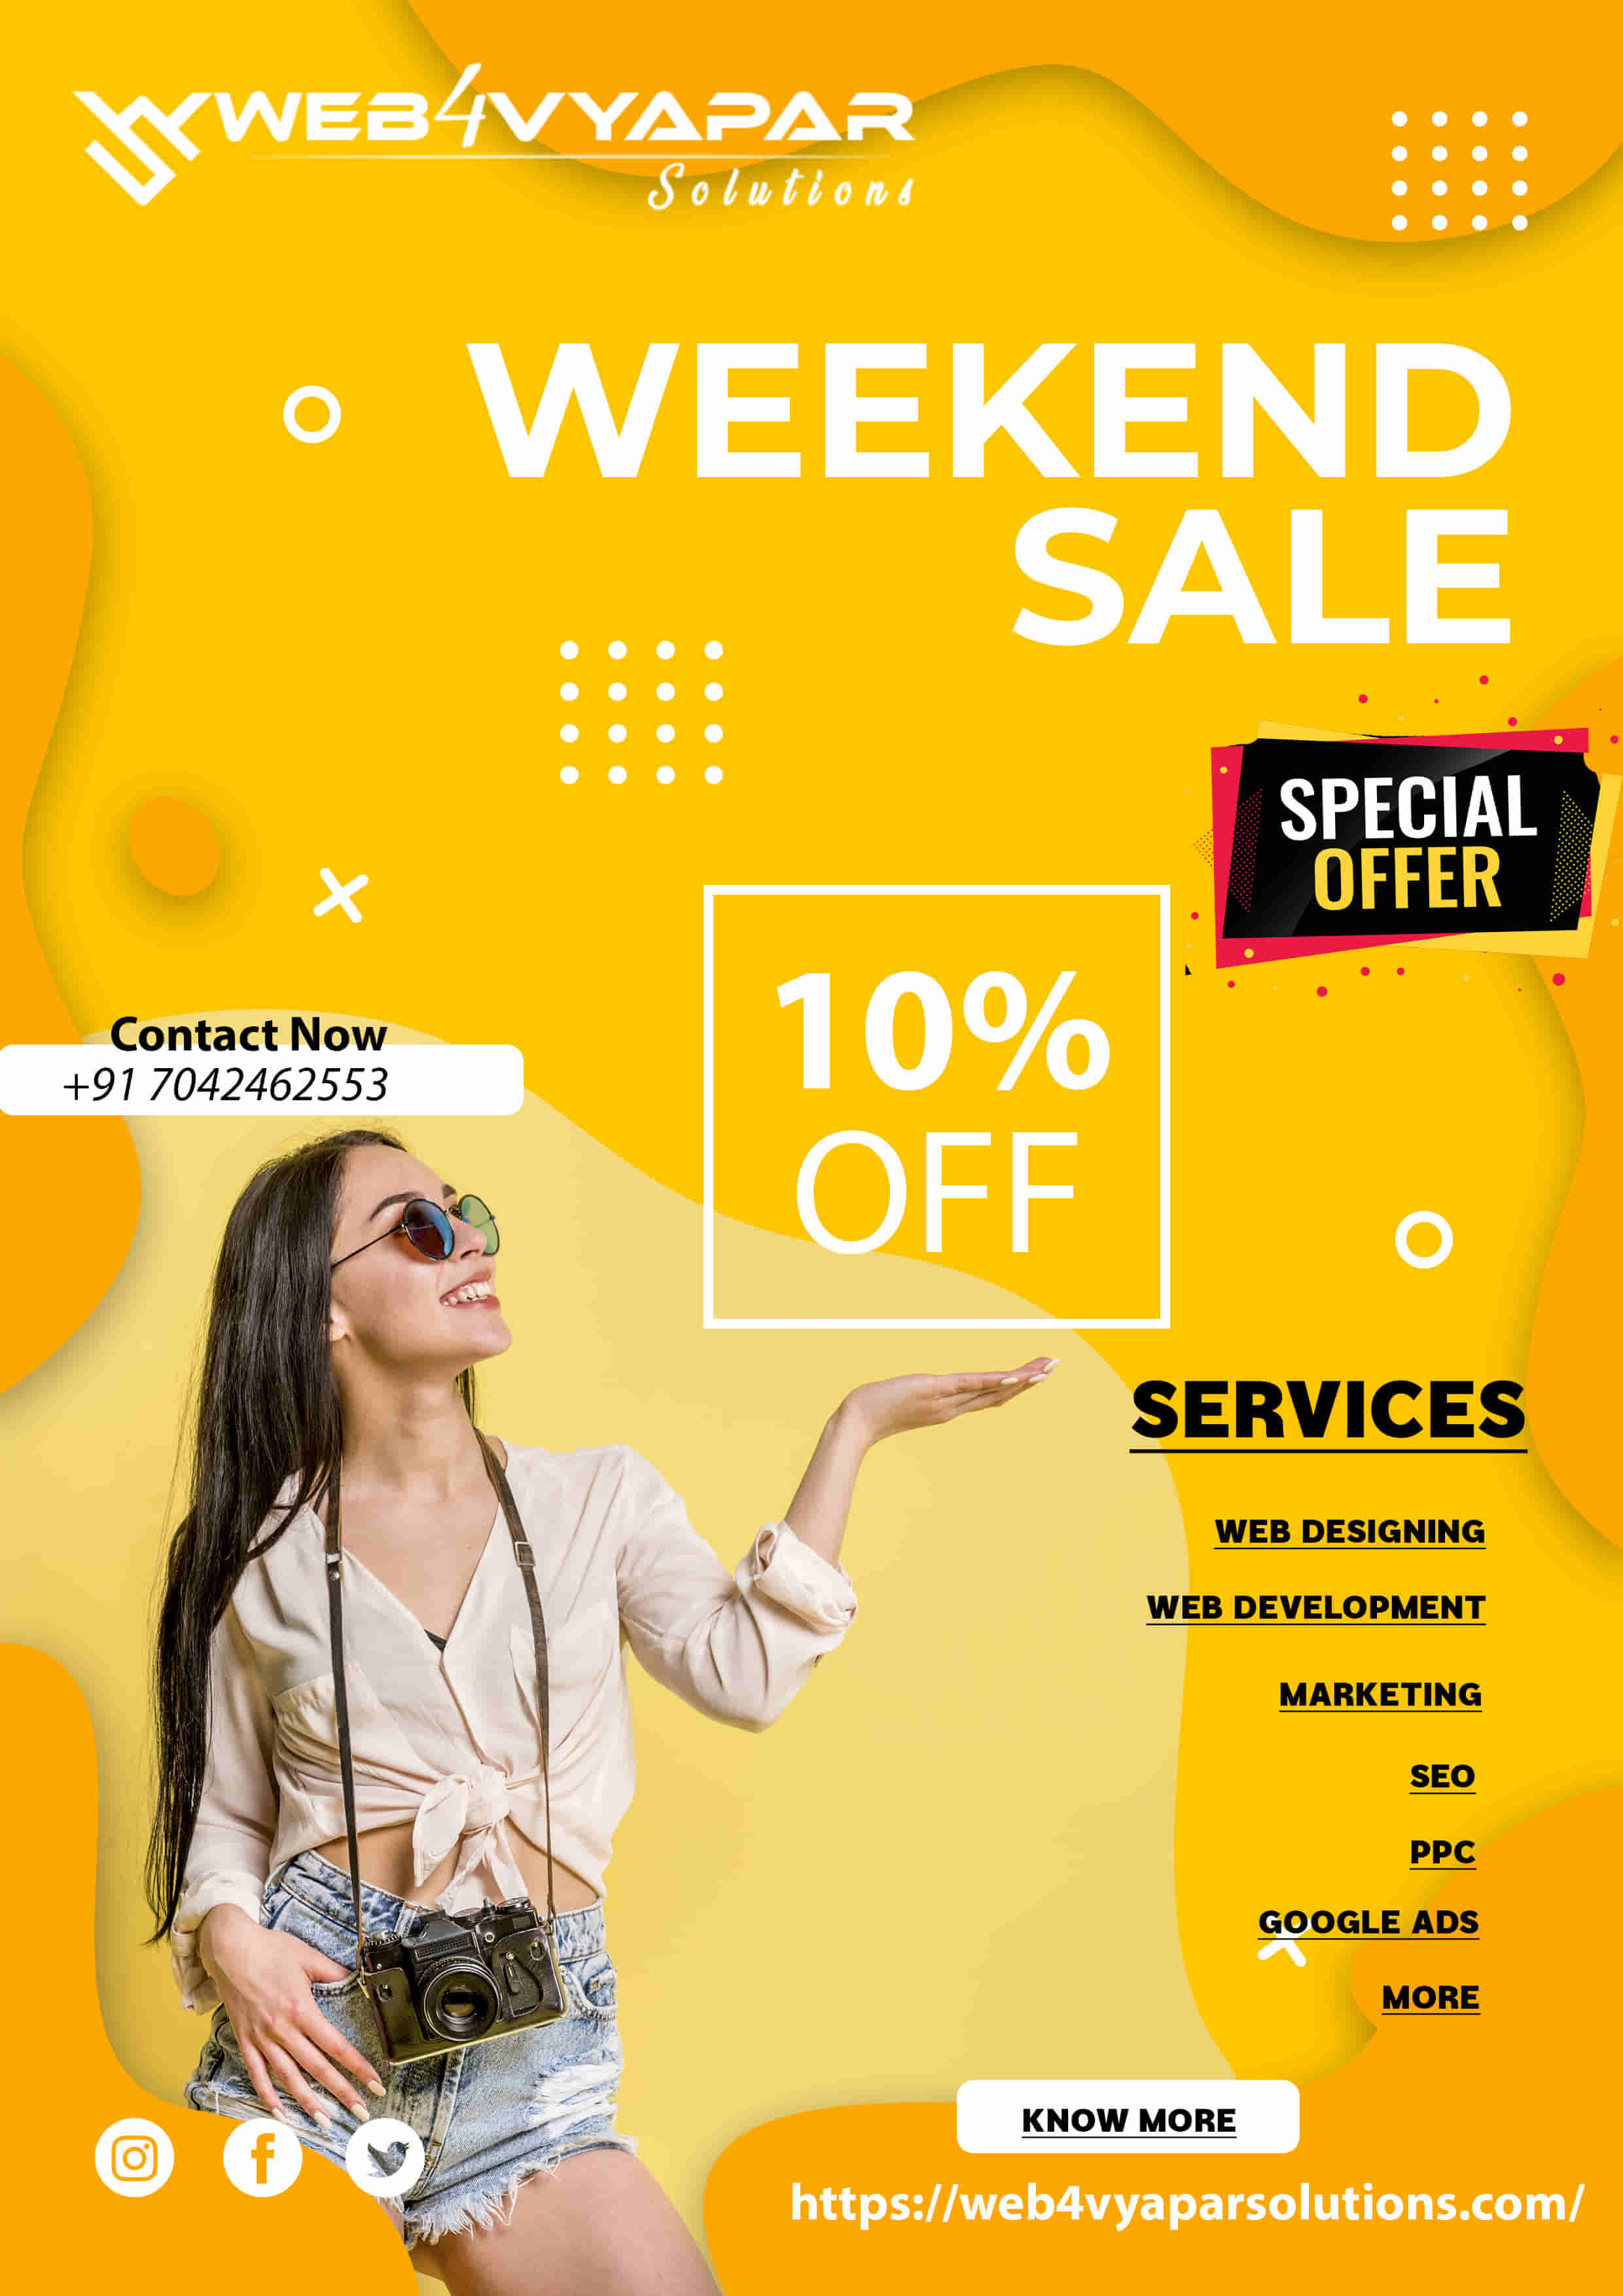 WEB4VYAPAR
Solutions
WEEKEND
SALE
SPECIAL
OFFER
10%
OFF
Contact Now
+91 7042462553
SERVICES
WEB DESIGNING
WEB DEVELOPMENT
MARKETING
SEO
PPC
GOOGLE ADS
MORE
KNOW MORE
https://web4vyaparsolutions.com/